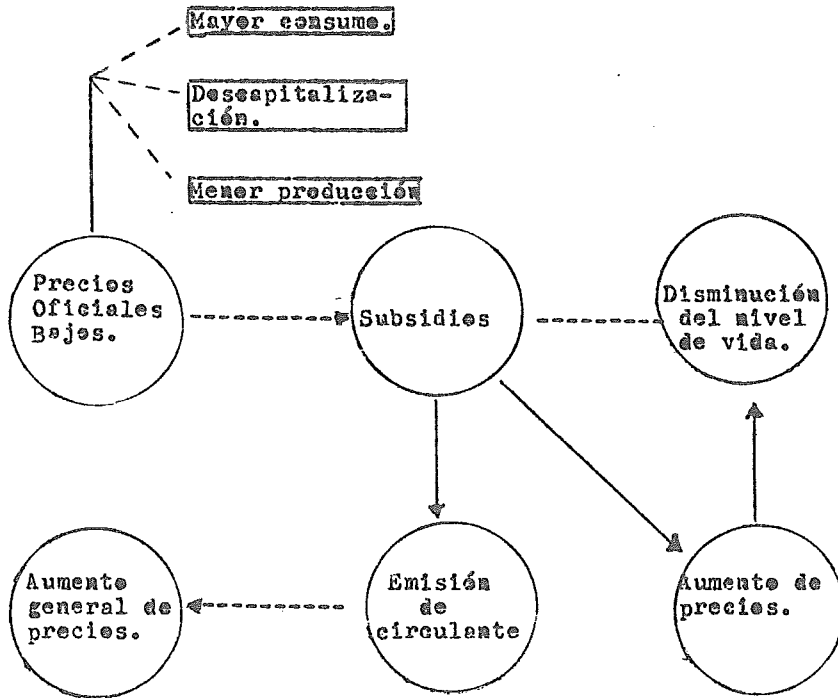 Mayor consumo.
Descapitaliza-
ción.
Menor producción
Precios
Oficiales
Bajos.
Subsidios
Disminución
del nivel
de vida.
Aumento
general de
precios.
Emisión
de
circulante
Aumento de
precios.